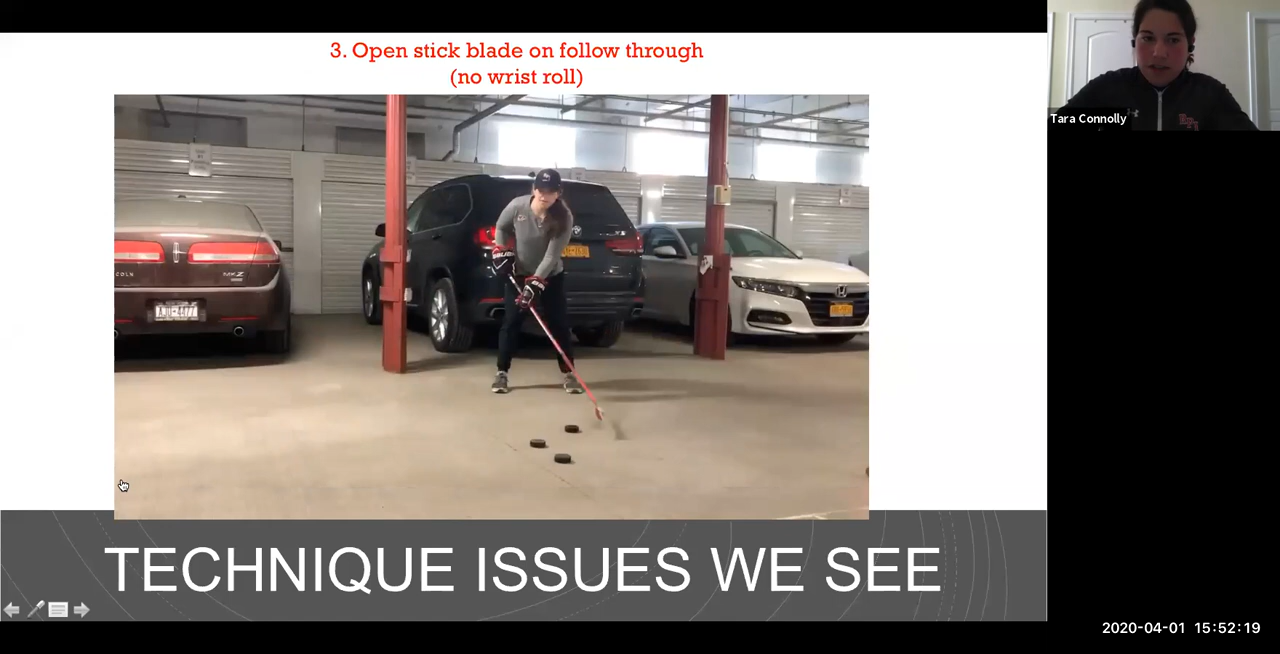 3. Open stick blade on follow through
(no wrist roll)
Tara Connolly
MKZ
TECHNIQUE ISSUES WE SEE
2020-04-01 15:52:19